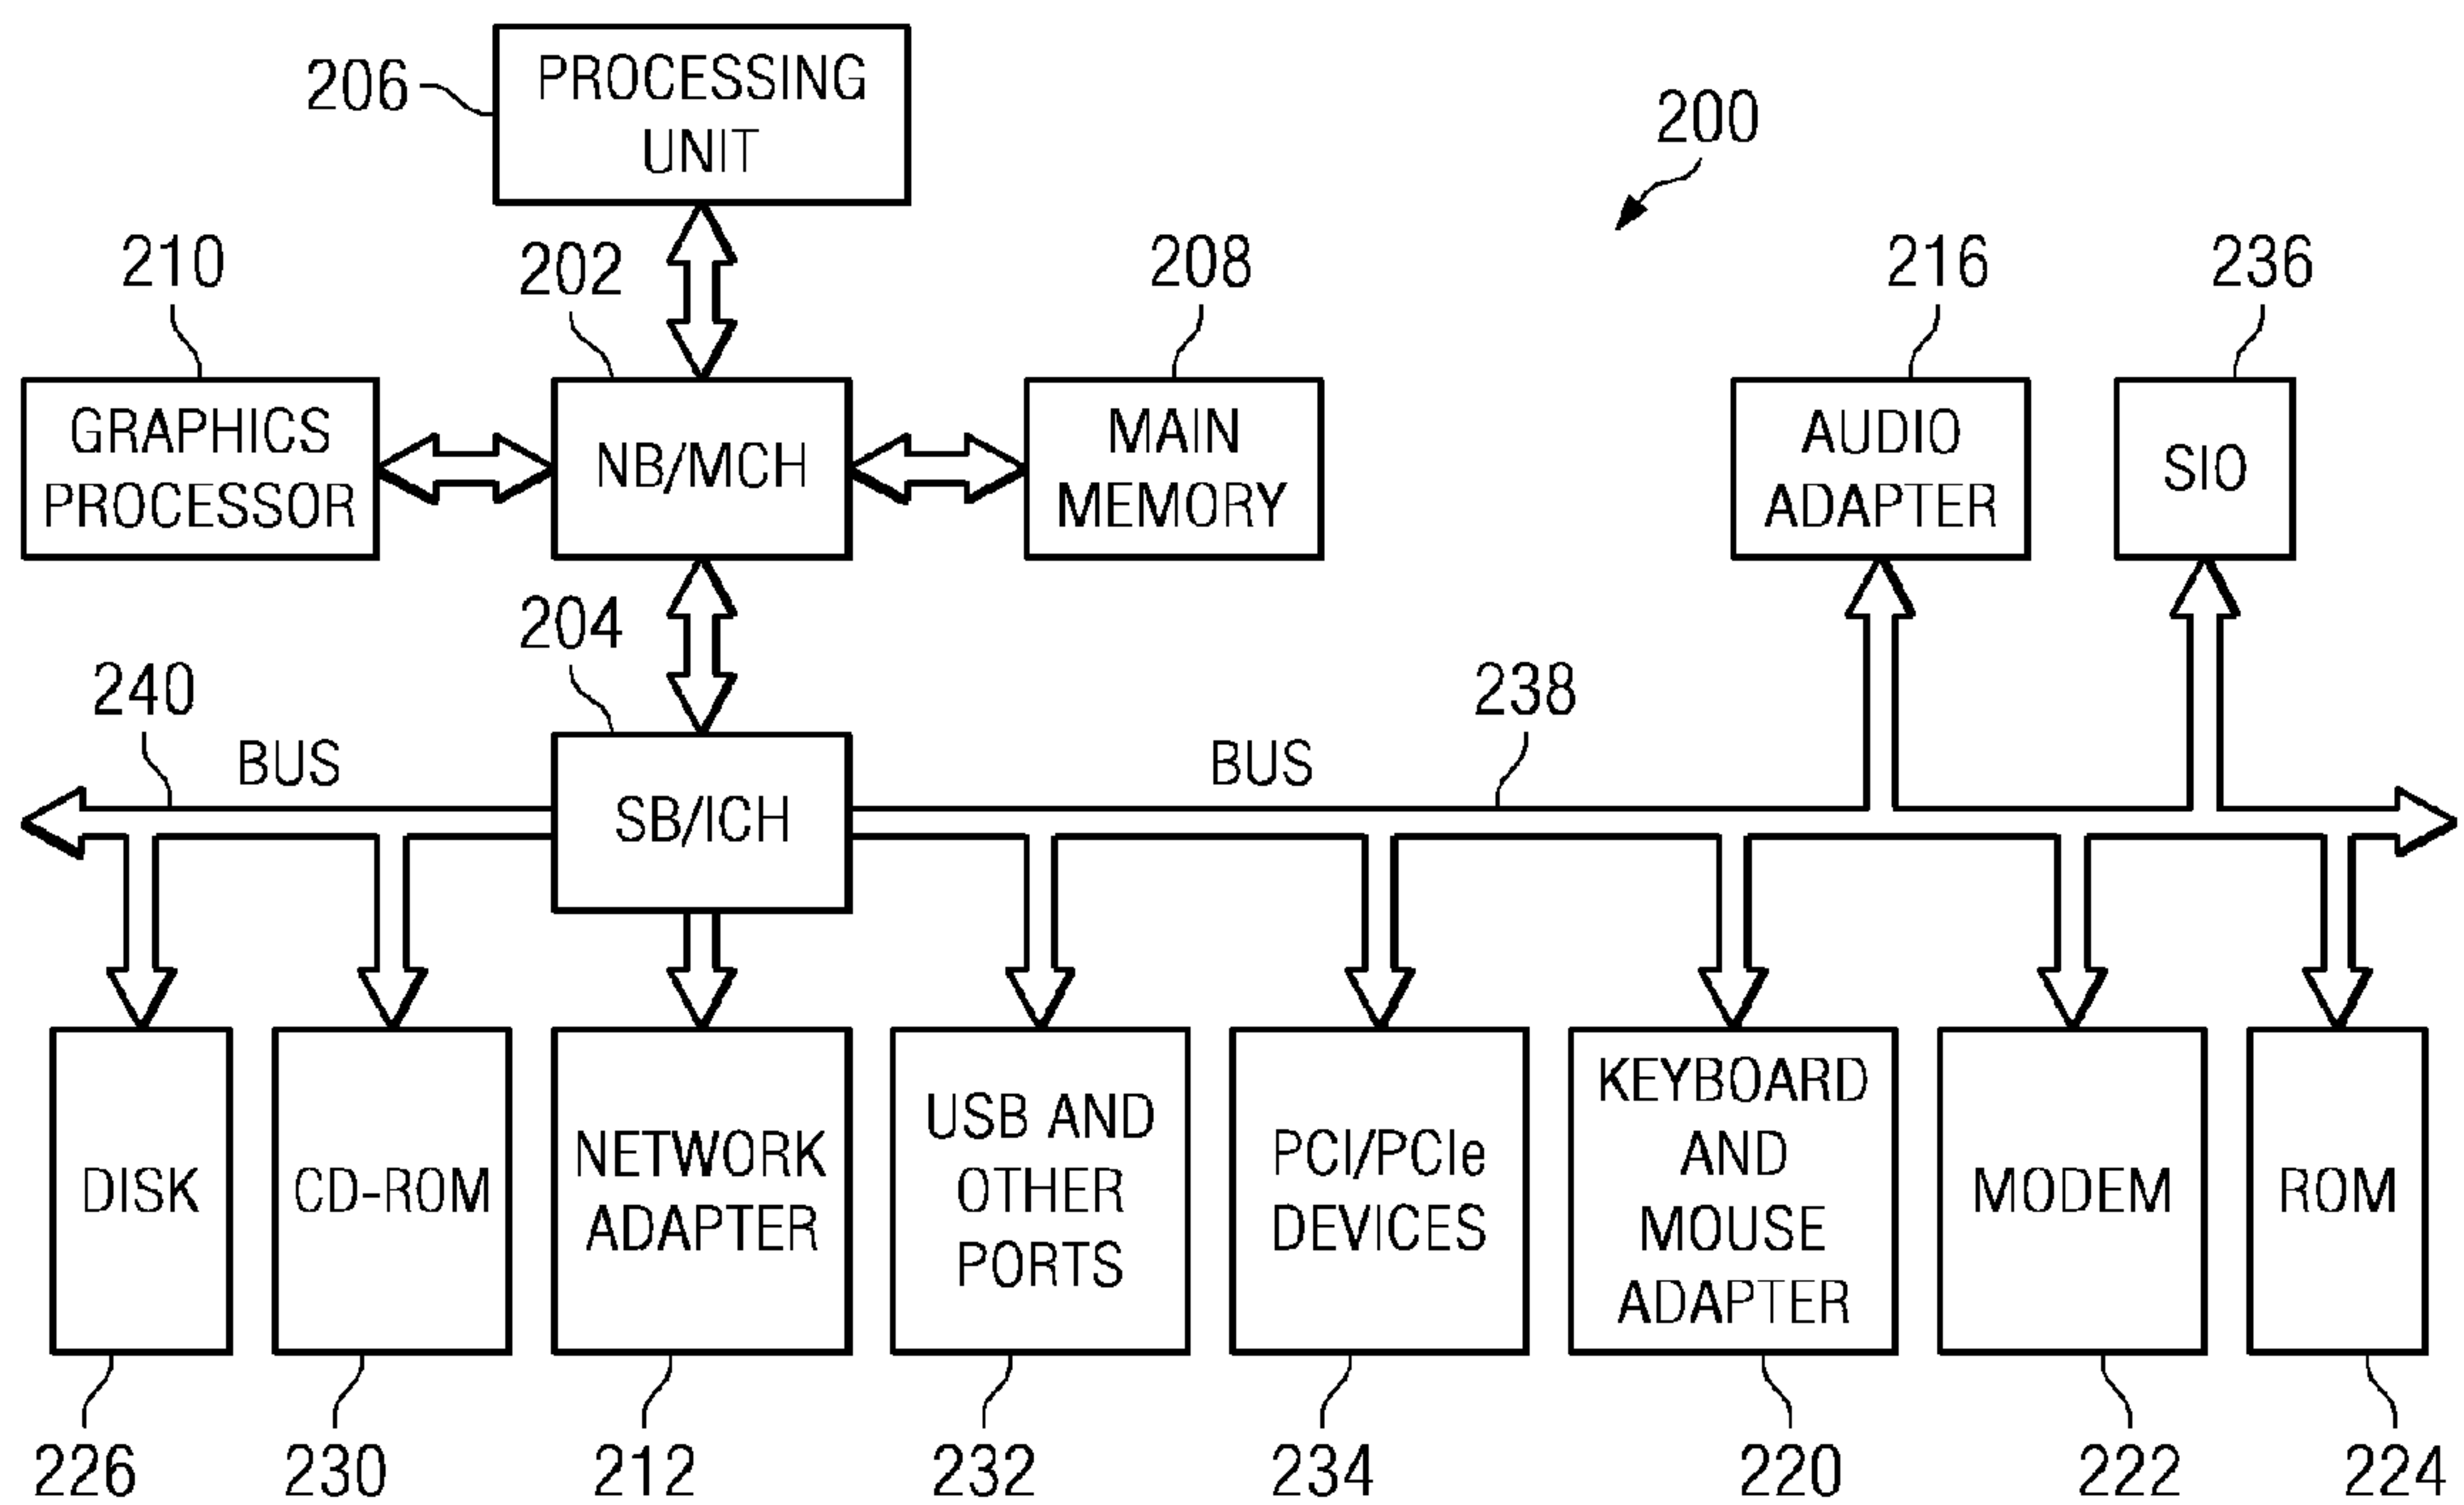 206
PROCESSING
UNIT
200
210
202
208
216
236
GRAPHICS
PROCESSOR
NB/MCH
MAIN
MEMORY
AUDIO
ADAPTER
SIO
204
240
BUS
238
BUS
SB/ICH
DISK
CD-ROM
NETWORK
ADAPTER
USB AND
OTHER
PORTS
PCI/PCIe
DEVICES
KEYBOARD
AND
MOUSE
ADAPTER
MODEM
ROM
226
230
212
232
234
220
222
224